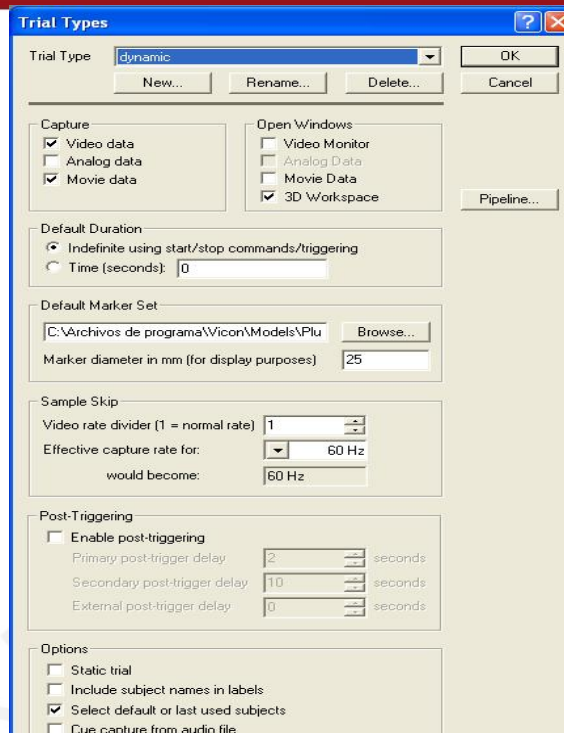 Trial Types
Trial Type dynamic
New... Rename... Delete...
OK
Cancel
Pipeline...
Capture
Video data
Analog data
Movie data
Open Windows
Video Monitor
Analog Data
Movie Data
3D Workspace
Default Duration
Indefinite using start/stop commands/triggering
Time (seconds): 0
Default Marker Set
C:\Archivos de programa\Vicon\Models\Plu Browse...
Marker diameter in mm (for display purposes) 25
Sample Skip
Video rate divider (1 = normal rate) 1
Effective capture rate for: 60 Hz
would become: 60 Hz
Post-Triggering
Enable post-triggering
Primary post-trigger delay 2 seconds
Secondary post-trigger delay 10 seconds
External post-trigger delay 0 seconds
Options
Static trial
Include subject names in labels
Select default or last used subjects
Cue capture from audio file